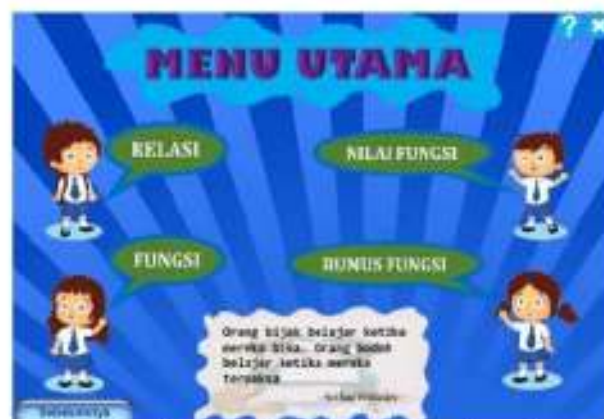 ?
MENU UTAMA
RELASI
NILAI FUNGSI
FUNGSI
RUMUS FUNGSI
Orang bijak belajar ketika
mereka bisa. Orang bodoh
belajar ketika mereka
terpaksa
Sebelumnya